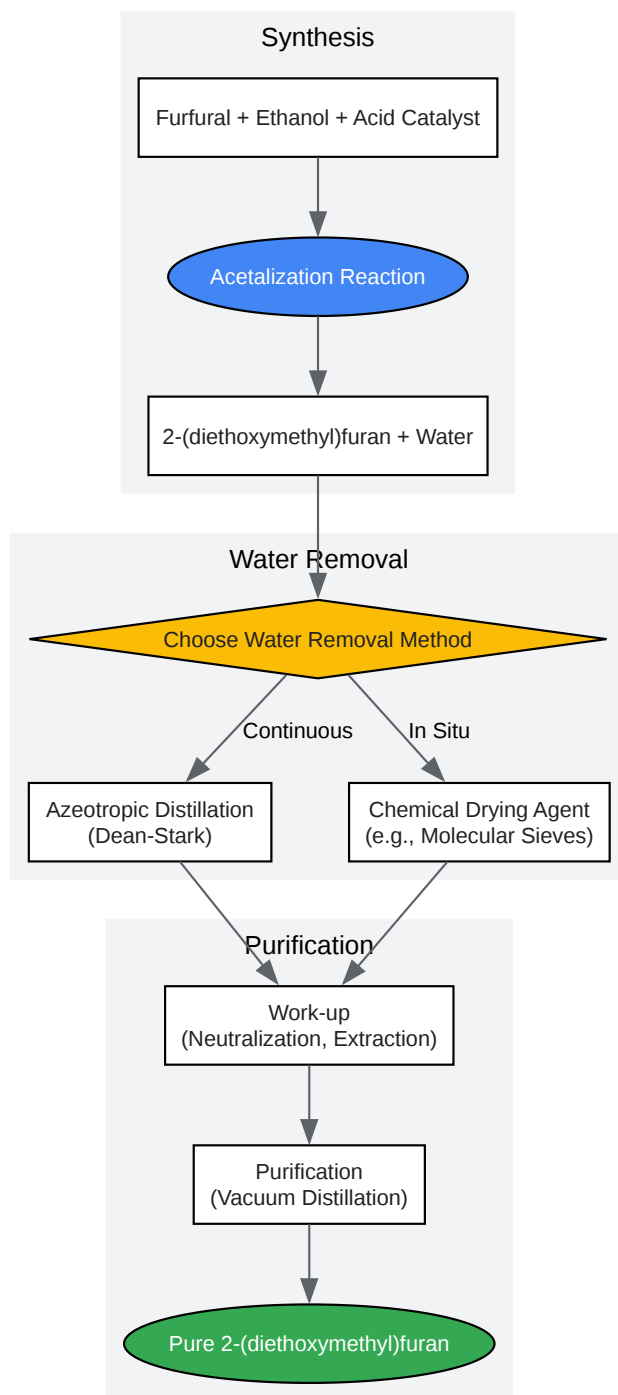 Synthesis
Furfural + Ethanol + Acid Catalyst
Acetalization Reaction
2-(diethoxymethyl)furan + Water
Water Removal
Choose Water Removal Method
Continuous
In Situ
Azeotropic Distillation
(Dean-Stark)
Chemical Drying Agent
(e.g., Molecular Sieves)
Purification
Work-up
(Neutralization, Extraction)
Purification
(Vacuum Distillation)
Pure 2-(diethoxymethyl)furan